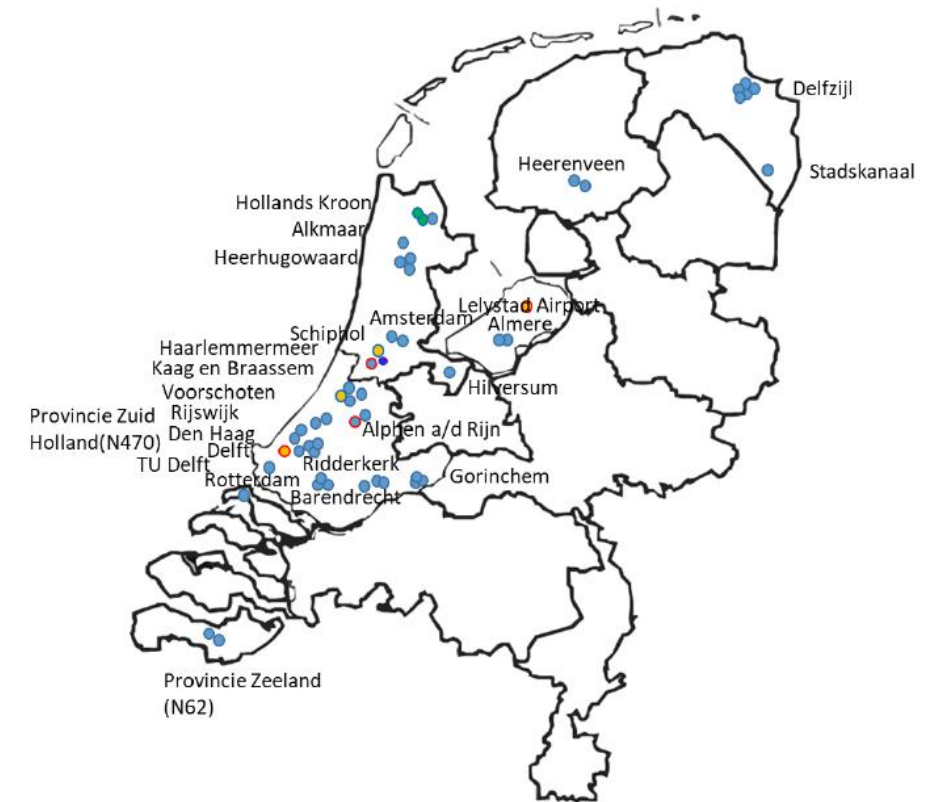 Delfzijl
Heerenveen
Stadskanaal
Hollands Kroon
Alkmaar
Heerhugowaard
Lelystad Airport
Amsterdam
Almere
Schiphol
Haarlemmermeer
Kaag en Braassem
Hilversum
Voorschoten
Provincie Zuid
Holland(N470)
Rijswijk
Den Haag
Alphen a/d Rijn
Delft
TU Delft
Ridderkerk
Rotterdam
Gorinchem
Barendrecht
Provincie Zeeland
(N62)